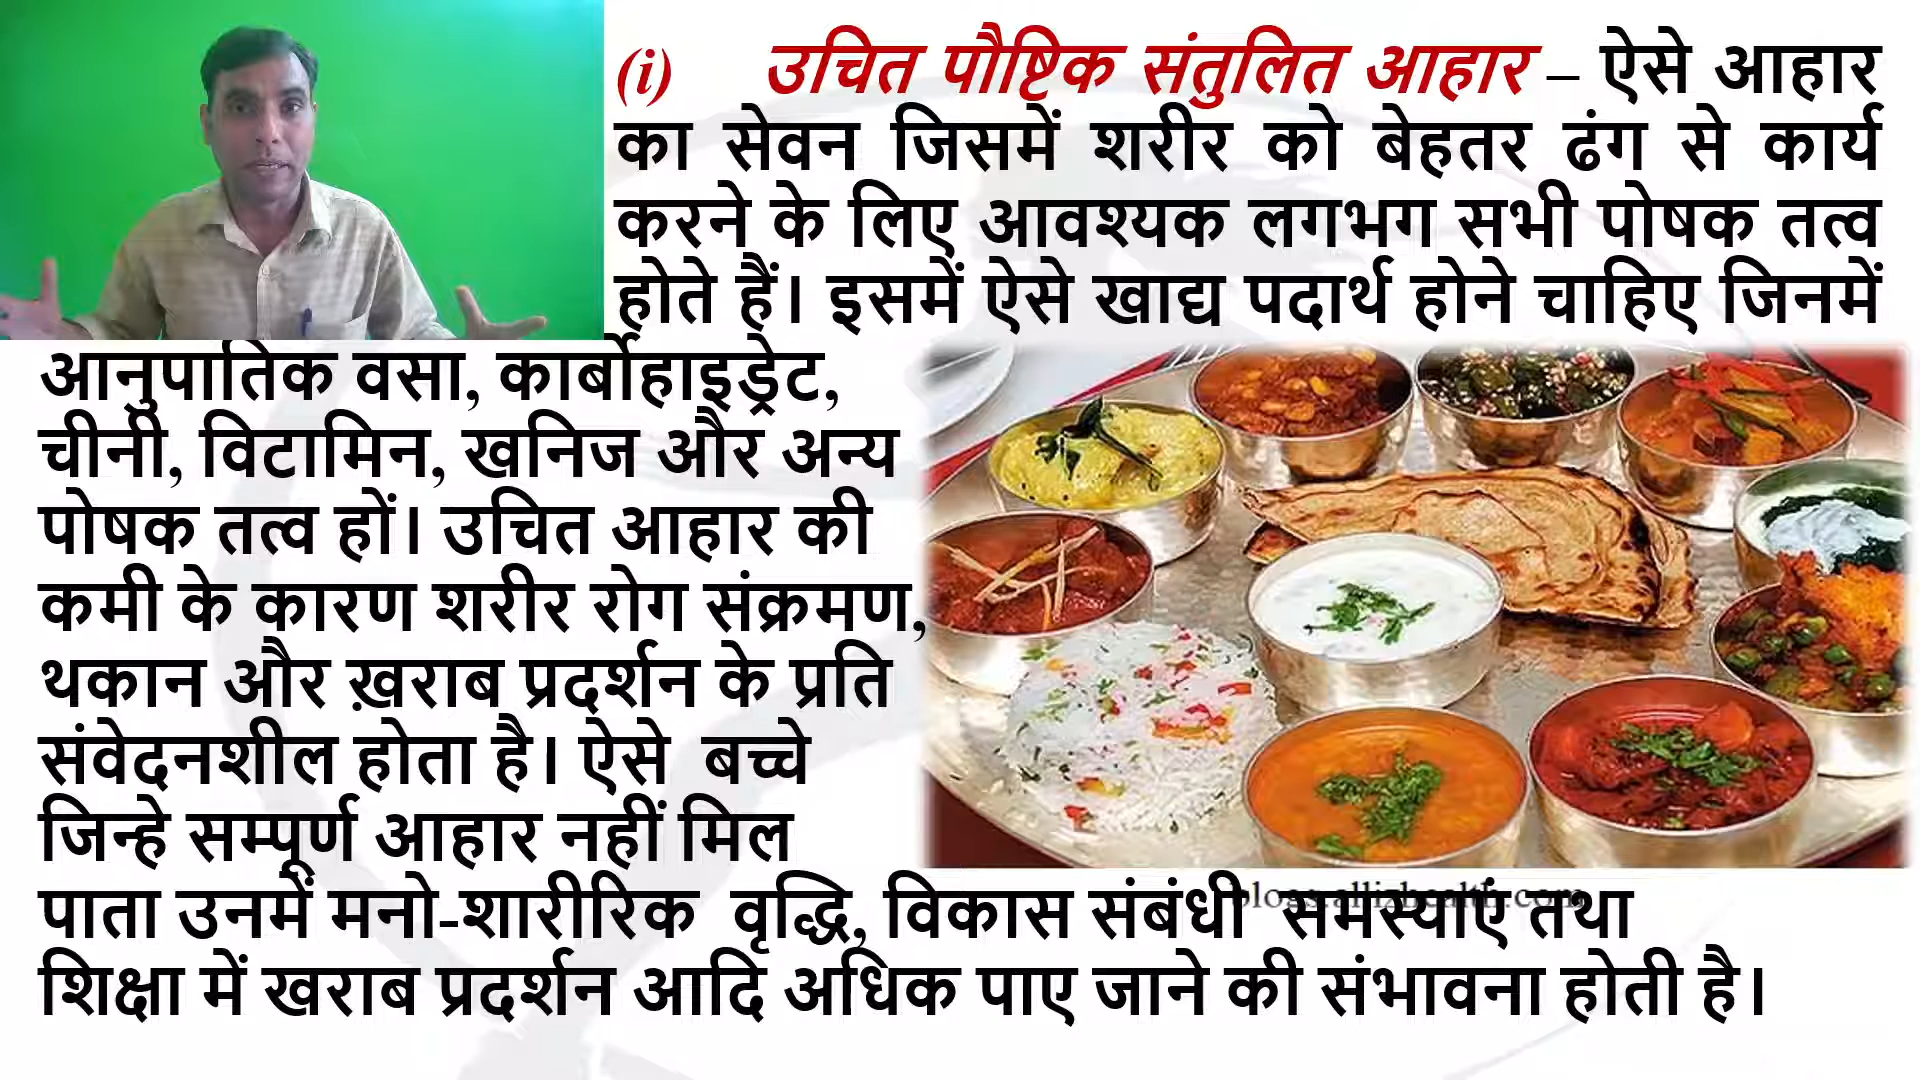 (i) उचित पौष्टिक संतुलित आहार – ऐसे आहार
का सेवन जिसमें शरीर को बेहतर ढंग से कार्य
करने के लिए आवश्यक लगभग सभी पोषक तत्व
होते हैं। इसमें ऐसे खाद्य पदार्थ होने चाहिए जिनमें
आनुपातिक वसा, कार्बोहाइड्रेट,
चीनी, विटामिन, खनिज और अन्य
पोषक तत्व हों। उचित आहार की
कमी के कारण शरीर रोग संक्रमण,
थकान और ख़राब प्रदर्शन के प्रति
संवेदनशील होता है। ऐसे बच्चे
जिन्हे सम्पूर्ण आहार नहीं मिल
पाता उनमें मनो-शारीरिक वृद्धि, विकास संबंधी समस्याएं तथा
शिक्षा में खराब प्रदर्शन आदि अधिक पाए जाने की संभावना होती है।